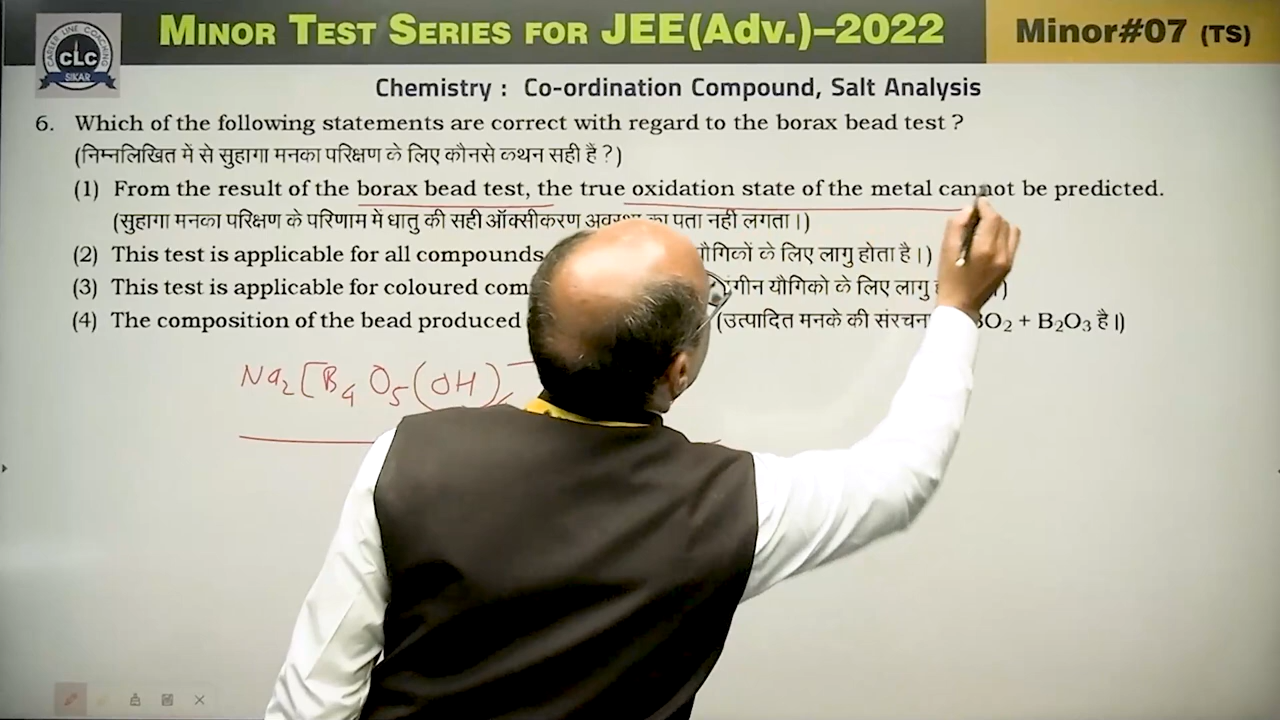 MINOR TEST SERIES FOR JEE(Adv.)–2022
Minor#07 (TS)
CAREER LINE COACHING
CLC
SIKAR
Chemistry : Co-ordination Compound, Salt Analysis
6. Which of the following statements are correct with regard to the borax bead test ?
(निम्नलिखित में से सुहागा मनका परिक्षण के लिए कौनसे कथन सही हैं ?)
(1) From the result of the borax bead test, the true oxidation state of the metal cannot be predicted.
(सुहागा मनका परिक्षण के परिणाम में धातु की सही ऑक्सीकरण का पता नही लगता।)
(2) This test is applicable for all compounds लिए लागु होता है।)
(3) This test is applicable for coloured यौगिको के लिए लागु
(4) The composition of the bead produced (उत्पादित मनके की + B₂O₃ है।)
Na₂[B₄O₅(OH)